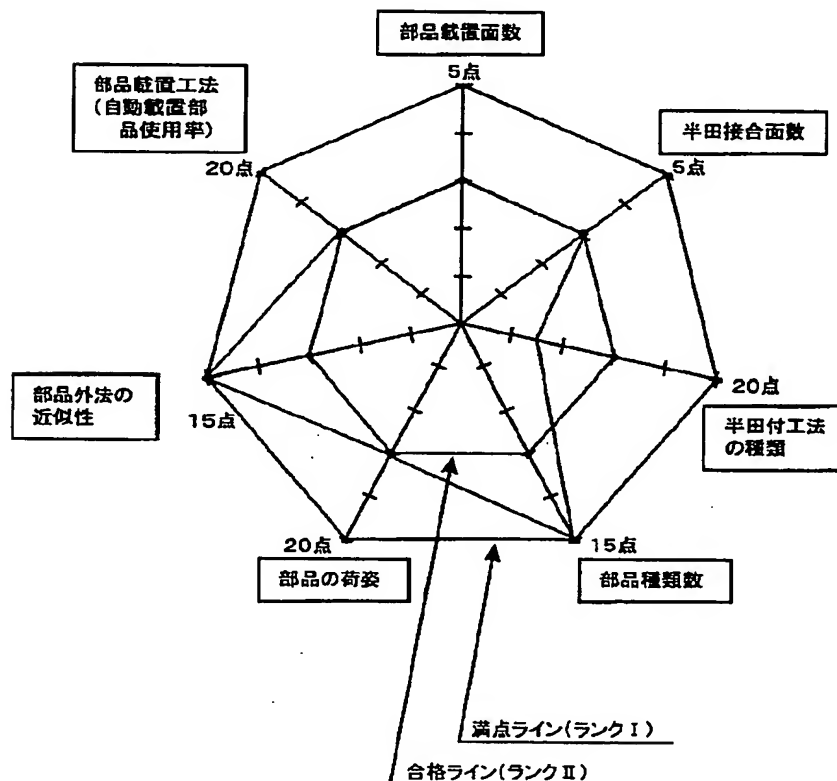 部品載置面数
5点
部品載置工法
(自動載置部
品使用率)
20点
半田接合面数
5点
部品外法の
近似性
15点
20点
半田付工法
の種類
20点
部品の荷姿
15点
部品種類数
満点ライン(ランクⅠ)
合格ライン(ランクⅡ)